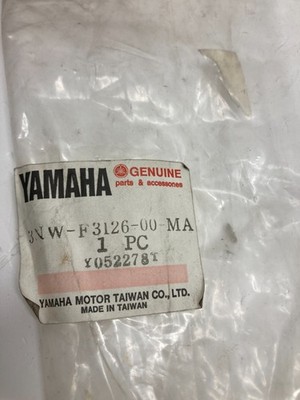 YAMAHA
GENUINE
parts & accessories
3NW-F3126-00-MA
1 PC
Y052278T
YAMAHA MOTOR TAIWAN CO., LTD.
MADE IN TAIWAN